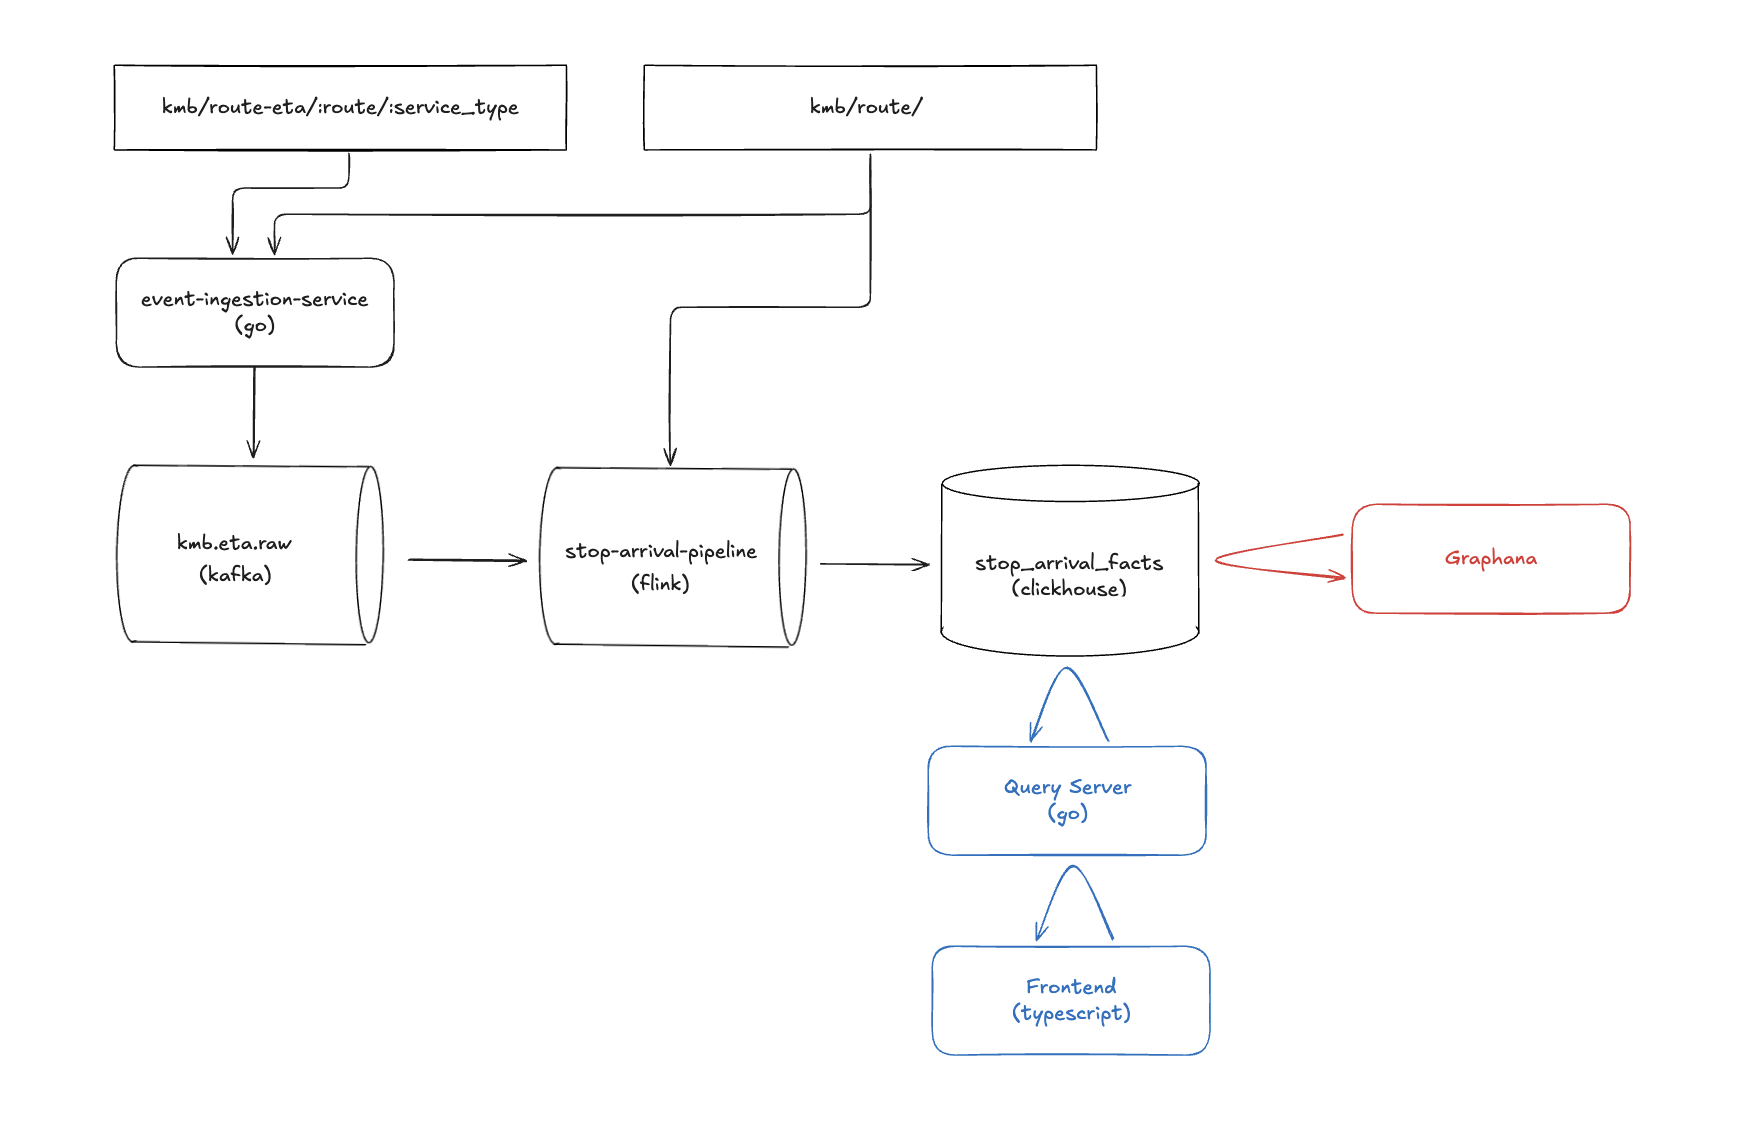 kmb/route-eta/:route/:service_type
kmb/route/
event-ingestion-service
(go)
kmb.eta.raw
(kafka)
stop-arrival-pipeline
(flink)
stop_arrival_facts
(clickhouse)
Graphana
Query Server
(go)
Frontend
(typescript)